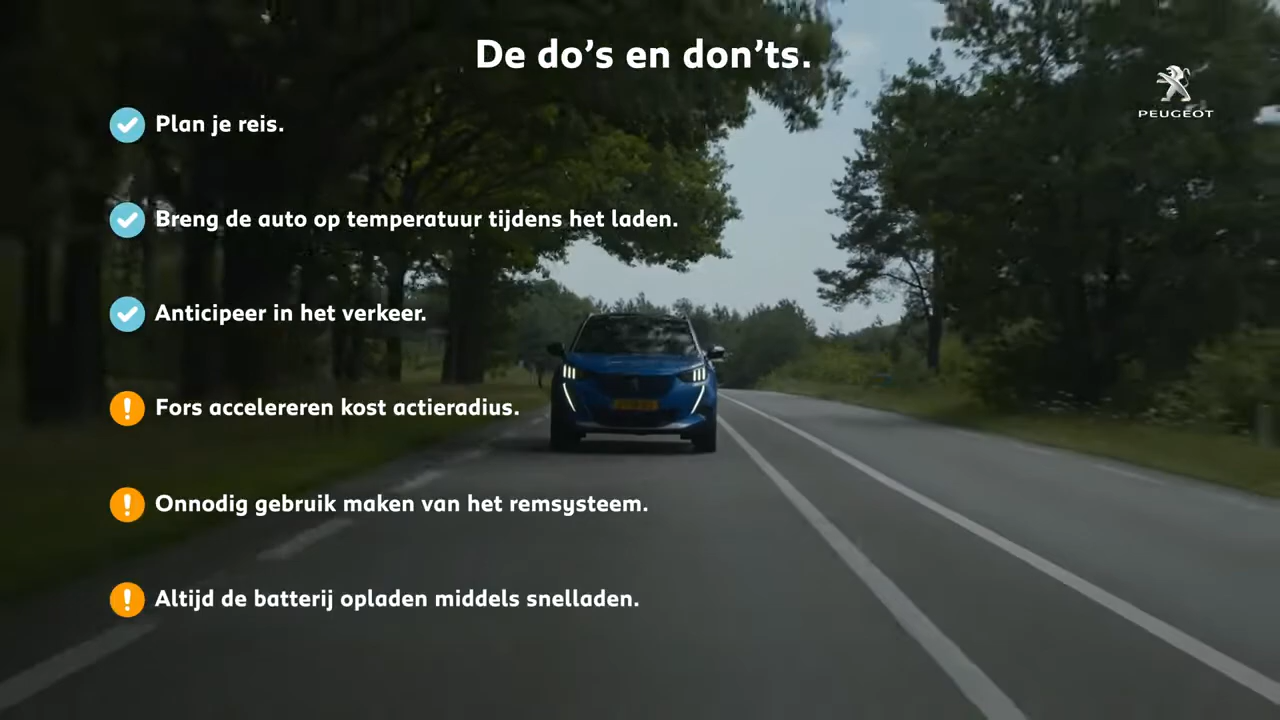 De do’s en don’ts.
PEUGEOT
Plan je reis.
Breng de auto op temperatuur tijdens het laden.
Anticipeer in het verkeer.
Fors accelereren kost actieradius.
Onnodig gebruik maken van het remsysteem.
Altijd de batterij opladen middels snelladen.